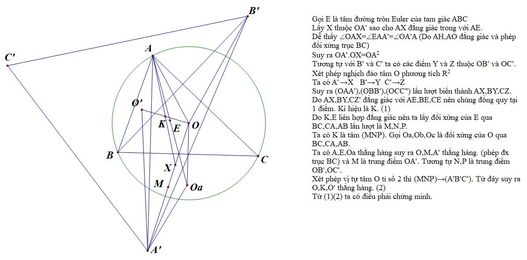 B'
C'
A
O'
K
E
O
B
C
X
M
Oa
A'
Gọi E là tâm đường tròn Euler của tam giác ABC
Lấy X thuộc OA' sao cho AX đẳng giác trong với AE.
Dễ thấy ∠OAX=∠EAA'=∠OA'A (Do AH,AO đẳng giác và phép
đối xứng trục BC)
Suy ra OA'.OX=OA²
Tương tự với B' và C' ta có các điểm Y và Z thuộc OB' và OC'.
Xét phép nghịch đảo tâm O phương tích R²
Ta có A'→X B'→Y C'→Z
Suy ra (OAA'),(OBB'),(OCC") lần lượt biến thành AX,BY,CZ.
Do AX,BY,CZ' đẳng giác với AE,BE,CE nên chúng đồng quy tại
1 điểm. Kí hiệu là K. (1)
Do K,E liên hợp đẳng giác nên ta lấy đối xứng của E qua
BC,CA,AB lần lượt là M,N,P.
Ta có K là tâm (MNP). Gọi Oa,Ob,Oc là đối xứng của O qua
BC,CA,AB.
Ta có A,E,Oa thẳng hàng suy ra O,M,A' thẳng hàng. (phép đx
trục BC) và M là trung điểm OA'. Tương tự N,P là trung điểm
OB',OC'.
Xét phép vị tự tâm O tỉ số 2 thì (MNP)→(A'B'C'). Từ đây suy ra
O,K,O' thẳng hàng. (2)
Từ (1)(2) ta có điều phải chứng minh.